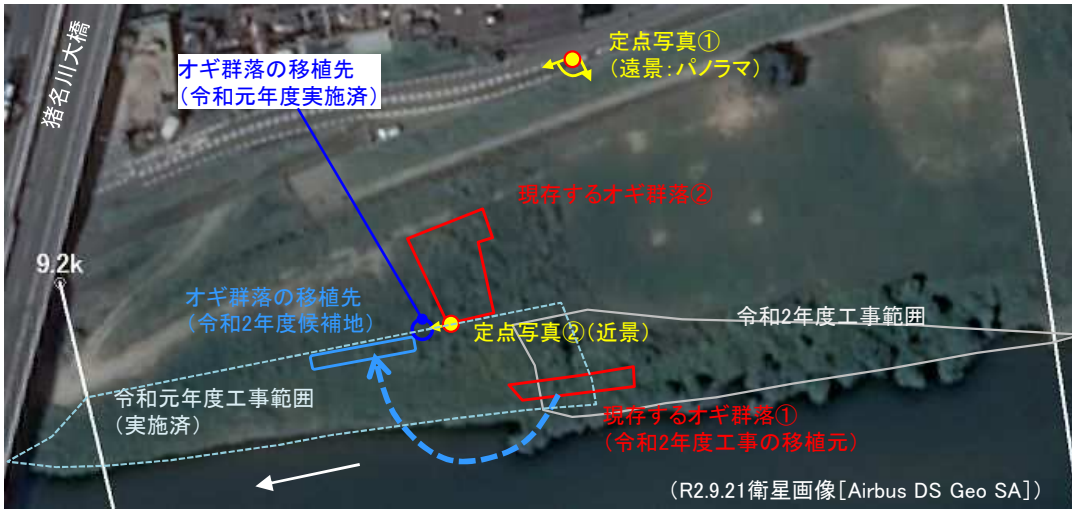 猪名川大橋
オギ群落の移植先
(令和元年度実施済)
定点写真①
(遠景:パノラマ)
現存するオギ群落②
9.2k
オギ群落の移植先
(令和2年度候補地)
定点写真②(近景)
令和2年度工事範囲
令和元年度工事範囲
(実施済)
現存するオギ群落①
(令和2年度工事の移植元)
(R2.9.21衛星画像[Airbus DS Geo SA])